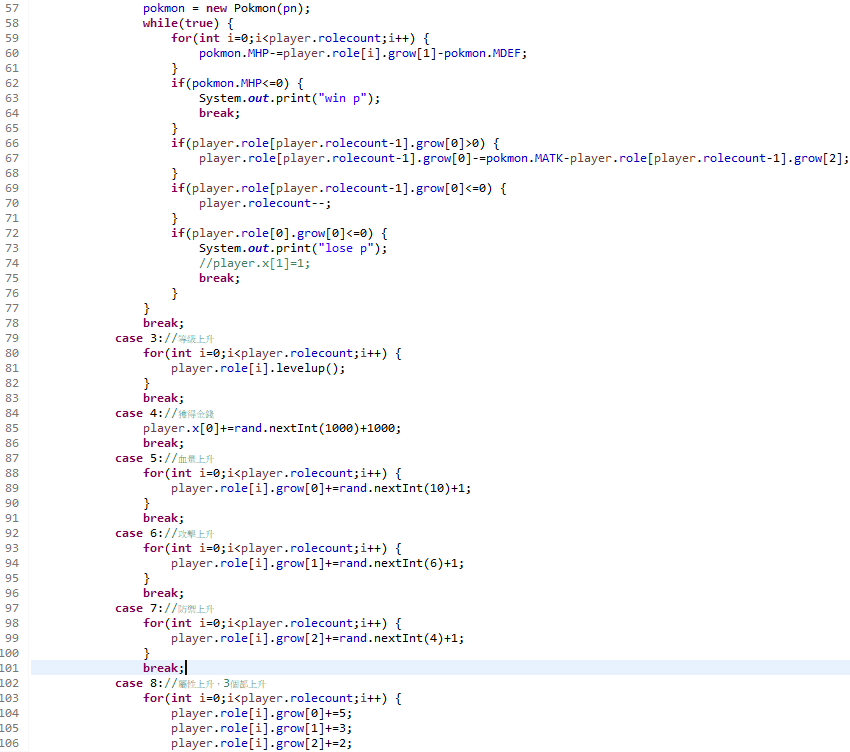 57 pokmon = new Pokmon(pn);
58 while(true) {
59 for(int i=0;i<player.rolecount;i++) {
60 pokmon.MHP-=player.role[i].grow[1]-pokmon.MDEF;
61 }
62 if(pokmon.MHP<=0) {
63 System.out.print("win p");
64 break;
65 }
66 if(player.role[player.rolecount-1].grow[0]>0) {
67 player.role[player.rolecount-1].grow[0]-=pokmon.MATK-player.role[player.rolecount-1].grow[2];
68 }
69 if(player.role[player.rolecount-1].grow[0]<=0) {
70 player.rolecount--;
71 }
72 if(player.role[0].grow[0]<=0) {
73 System.out.print("lose p");
74 //player.x[1]=1;
75 break;
76 }
77 }
78 break;
79 case 3://等級上升
80 for(int i=0;i<player.rolecount;i++) {
81 player.role[i].levelup();
82 }
83 break;
84 case 4://獲得金錢
85 player.x[0]+=rand.nextInt(1000)+1000;
86 break;
87 case 5://血量上升
88 for(int i=0;i<player.rolecount;i++) {
89 player.role[i].grow[0]+=rand.nextInt(10)+1;
90 }
91 break;
92 case 6://攻擊上升
93 for(int i=0;i<player.rolecount;i++) {
94 player.role[i].grow[1]+=rand.nextInt(6)+1;
95 }
96 break;
97 case 7://防禦上升
98 for(int i=0;i<player.rolecount;i++) {
99 player.role[i].grow[2]+=rand.nextInt(4)+1;
100 }
101 break;
102 case 8://屬性上升，3個都上升
103 for(int i=0;i<player.rolecount;i++) {
104 player.role[i].grow[0]+=5;
105 player.role[i].grow[1]+=3;
106 player.role[i].grow[2]+=2;